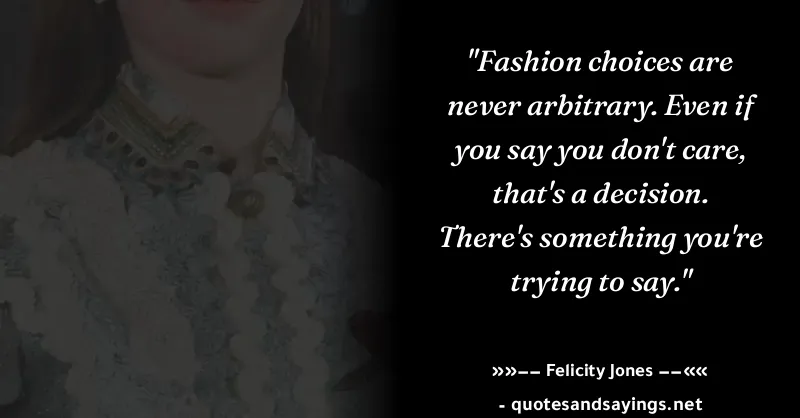 "Fashion choices are
never arbitrary. Even if
you say you don't care,
that's a decision.
There's something you're
trying to say."
»»−− Felicity Jones −−««
- quotesandsayings.net